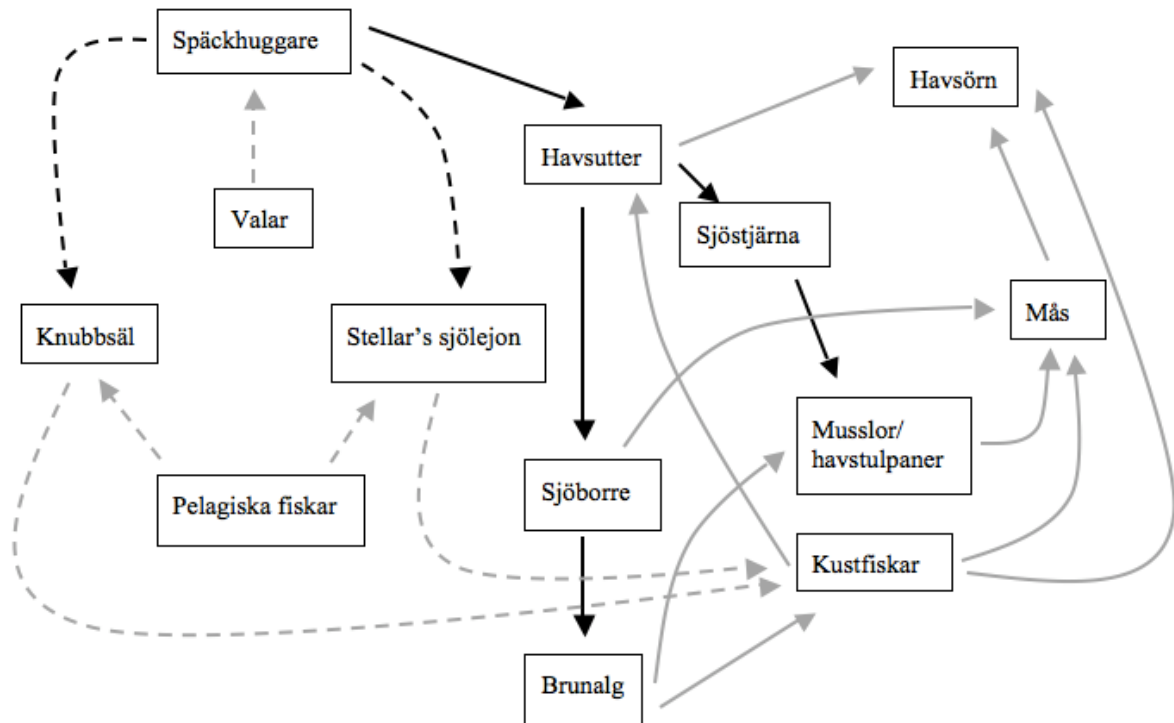 Späckhuggare
Havsörn
Havsutter
Valar
Sjöstjärna
Knubbsäl
Stellar's sjölejon
Mås
Musslor/
havstulpaner
Pelagiska fiskar
Sjöborre
Kustfiskar
Brunalg